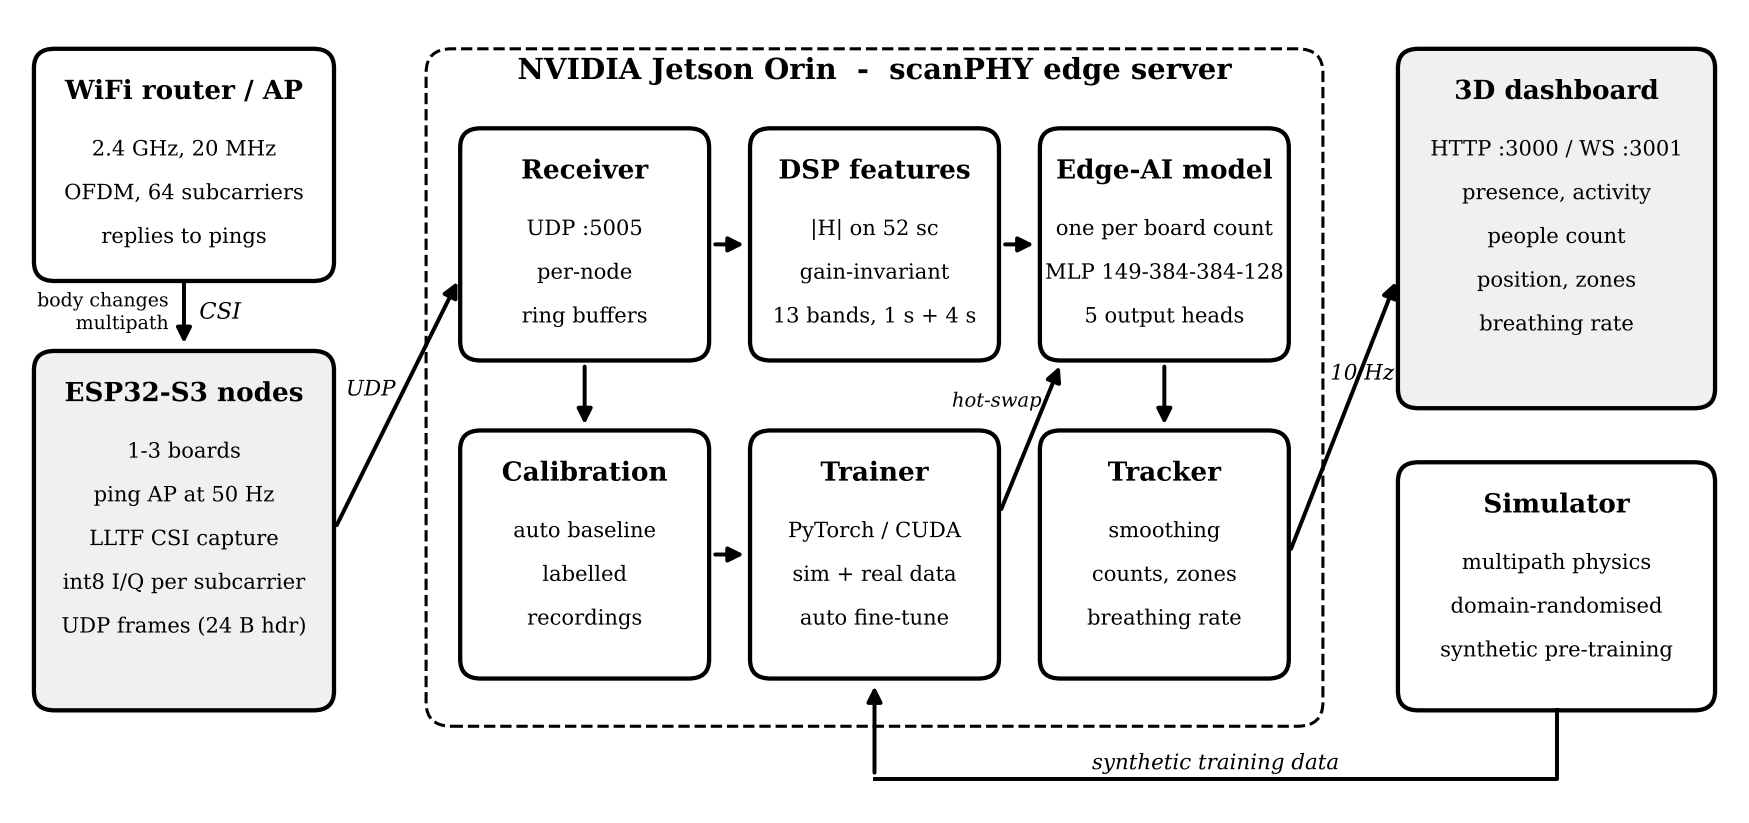 WiFi router / AP
2.4 GHz, 20 MHz
OFDM, 64 subcarriers
replies to pings
body changes
multipath
CSI
ESP32-S3 nodes
1-3 boards
ping AP at 50 Hz
LLTF CSI capture
int8 I/Q per subcarrier
UDP frames (24 B hdr)
UDP
NVIDIA Jetson Orin - scanPHY edge server
Receiver
UDP :5005
per-node
ring buffers
DSP features
|H| on 52 sc
gain-invariant
13 bands, 1 s + 4 s
Edge-AI model
one per board count
MLP 149-384-384-128
5 output heads
hot-swap
Calibration
auto baseline
labelled
recordings
Trainer
PyTorch / CUDA
sim + real data
auto fine-tune
Tracker
smoothing
counts, zones
breathing rate
10 Hz
3D dashboard
HTTP :3000 / WS :3001
presence, activity
people count
position, zones
breathing rate
Simulator
multipath physics
domain-randomised
synthetic pre-training
synthetic training data